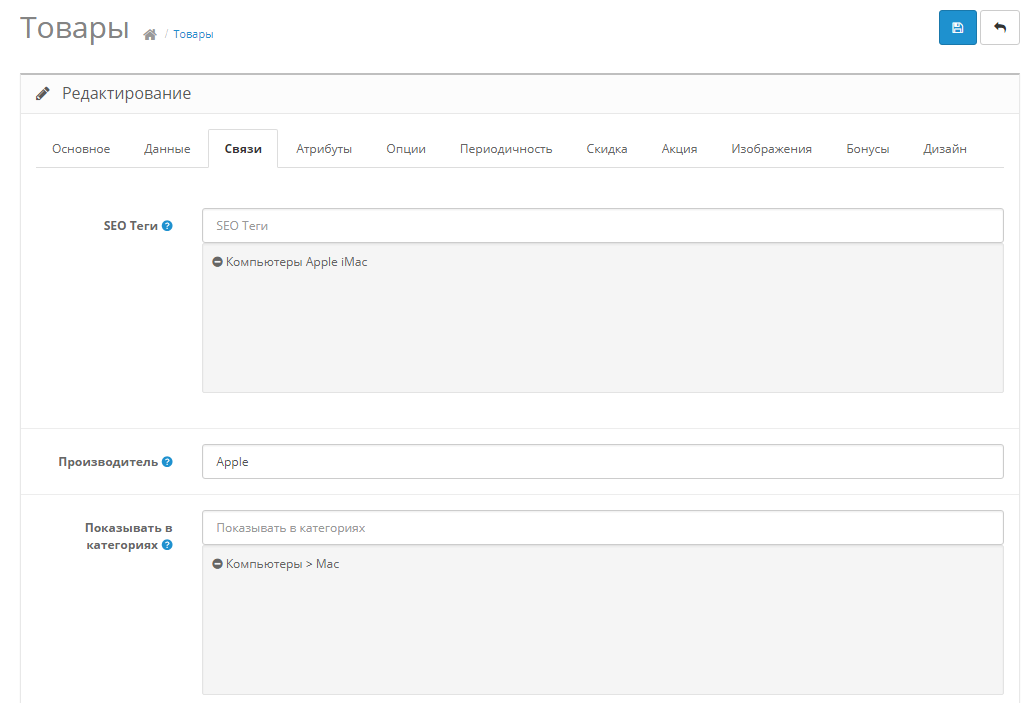 Товары / Товары
Редактирование
Основное Данные Связи Атрибуты Опции Периодичность Скидка Акция Изображения Бонусы Дизайн
SEO Теги ? SEO Теги
Компьютеры Apple iMac
Производитель ? Apple
Показывать в Показывать в категориях
категориях ?
Компьютеры > Mac